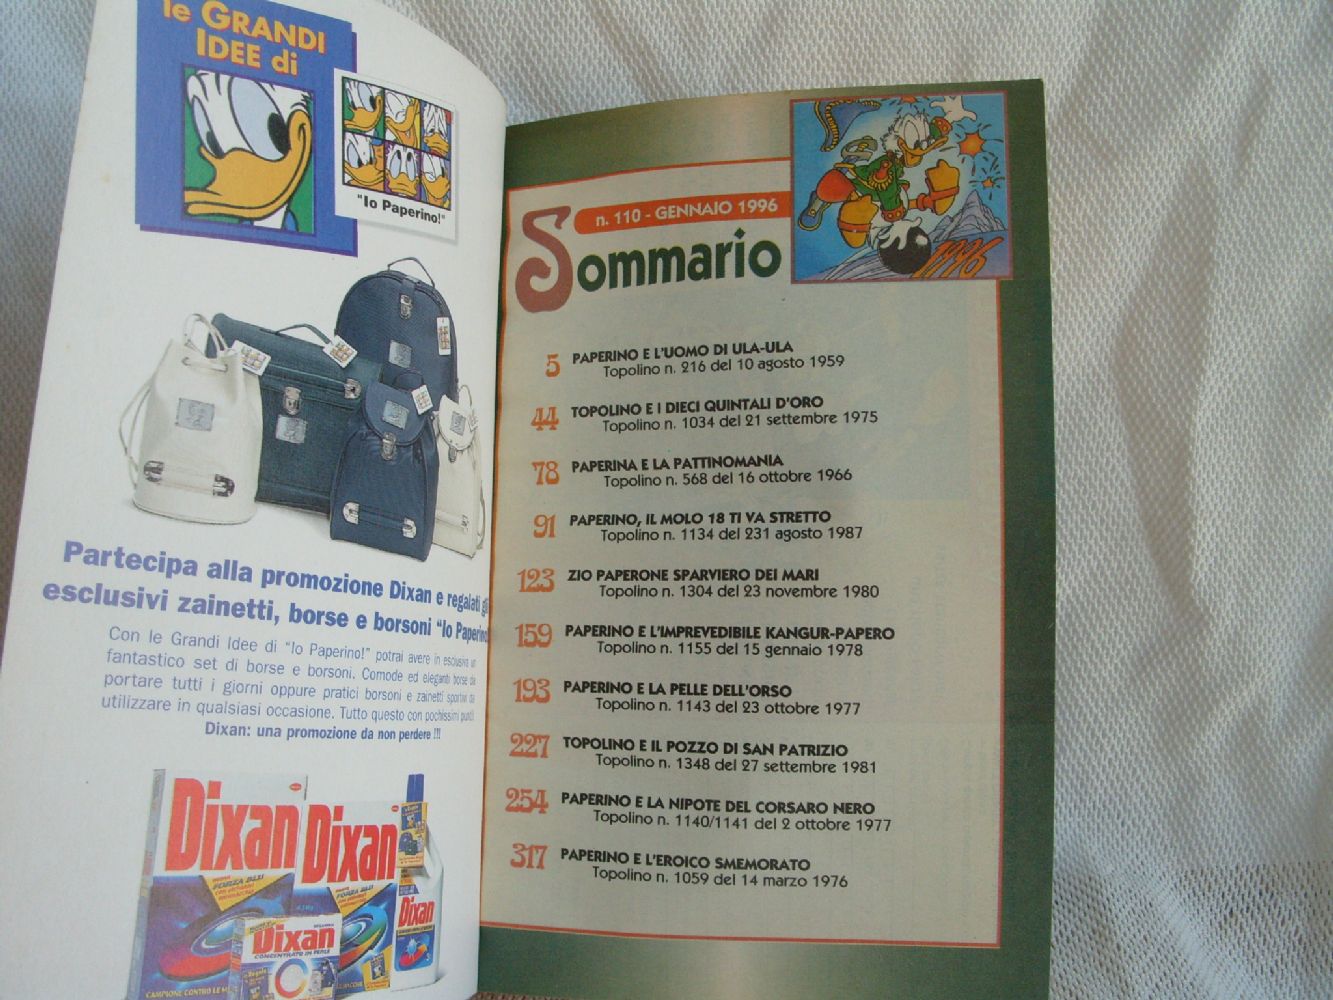 le GRANDI
IDEE di
"Io Paperino!"
Partecipa alla promozione Dixan e regalati gli
esclusivi zainetti, borse e borsoni "Io Paperino
Con le Grandi Idee di "Io Paperino!" potrai avere in esclusiva un
fantastico set di borse e borsoni. Comode ed eleganti borse da
portare tutti i giorni oppure pratici borsoni e zainetti sportivi da
utilizzare in qualsiasi occasione. Tutto questo con pochissimi punti!
Dixan: una promozione da non perdere !!!
Dixan
Dixan
FORZA BLU
FORZA BLU
Dixan
CONCENTRATO IN PERLE
Dixan
CAMPIONE CONTRO LE
n. 110 - GENNAIO 1996
Sommario
1996
5 PAPERINO E L'UOMO DI ULA-ULA
Topolino n. 216 del 10 agosto 1959
44 TOPOLINO E I DIECI QUINTALI D'ORO
Topolino n. 1034 del 21 settembre 1975
78 PAPERINA E LA PATTINOMANIA
Topolino n. 568 del 16 ottobre 1966
91 PAPERINO, IL MOLO 18 TI VA STRETTO
Topolino n. 1134 del 231 agosto 1987
123 ZIO PAPERONE SPARVIERO DEI MARI
Topolino n. 1304 del 23 novembre 1980
159 PAPERINO E L'IMPREVEDIBILE KANGUR-PAPERO
Topolino n. 1155 del 15 gennaio 1978
193 PAPERINO E LA PELLE DELL'ORSO
Topolino n. 1143 del 23 ottobre 1977
227 TOPOLINO E IL POZZO DI SAN PATRIZIO
Topolino n. 1348 del 27 settembre 1981
254 PAPERINO E LA NIPOTE DEL CORSARO NERO
Topolino n. 1140/1141 del 2 ottobre 1977
317 PAPERINO E L'EROICO SMEMORATO
Topolino n. 1059 del 14 marzo 1976